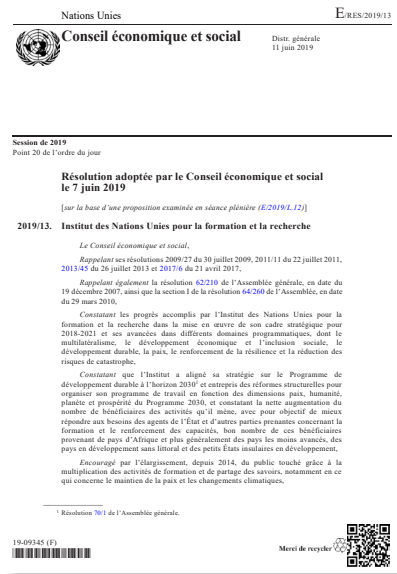 Nations Unies
E/RES/2019/13
Conseil économique et social
Distr. générale
11 juin 2019
Session de 2019
Point 20 de l’ordre du jour
Résolution adoptée par le Conseil économique et social
le 7 juin 2019
[sur la base d’une proposition examinée en séance plénière (E/2019/L.12)]
2019/13. Institut des Nations Unies pour la formation et la recherche
Le Conseil économique et social,
Rappelant ses résolutions 2009/27 du 30 juillet 2009, 2011/11 du 22 juillet 2011,
2013/45 du 26 juillet 2013 et 2017/6 du 21 avril 2017,
Rappelant également la résolution 62/210 de l’Assemblée générale, en date du
19 décembre 2007, ainsi que la section I de la résolution 64/260 de l’Assemblée, en date
du 29 mars 2010,
Constatant les progrès accomplis par l’Institut des Nations Unies pour la
formation et la recherche dans la mise en œuvre de son cadre stratégique pour
2018-2021 et ses avancées dans différents domaines programmatiques, dont le
multilatéralisme, le développement économique et l’inclusion sociale, le
développement durable, la paix, le renforcement de la résilience et la réduction des
risques de catastrophe,
Constatant que l’Institut a aligné sa stratégie sur le Programme de
développement durable à l’horizon 2030¹ et entrepris des réformes structurelles pour
organiser son programme de travail en fonction des dimensions paix, humanité,
planète et prospérité du Programme 2030, et constatant la nette augmentation du
nombre de bénéficiaires des activités qu’il mène, avec pour objectif de mieux
répondre aux besoins des agents de l’État et d’autres parties prenantes concernant la
formation et le renforcement des capacités, bon nombre de ces bénéficiaires
provenant de pays d’Afrique et plus généralement des pays les moins avancés, des
pays en développement sans littoral et des petits États insulaires en développement,
Encouragé par l’élargissement, depuis 2014, du public touché grâce à la
multiplication des activités de formation et de partage des savoirs, notamment en ce
qui concerne le maintien de la paix et les changements climatiques,
¹ Résolution 70/1 de l’Assemblée générale.
19-09345 (F)
Merci de recycler